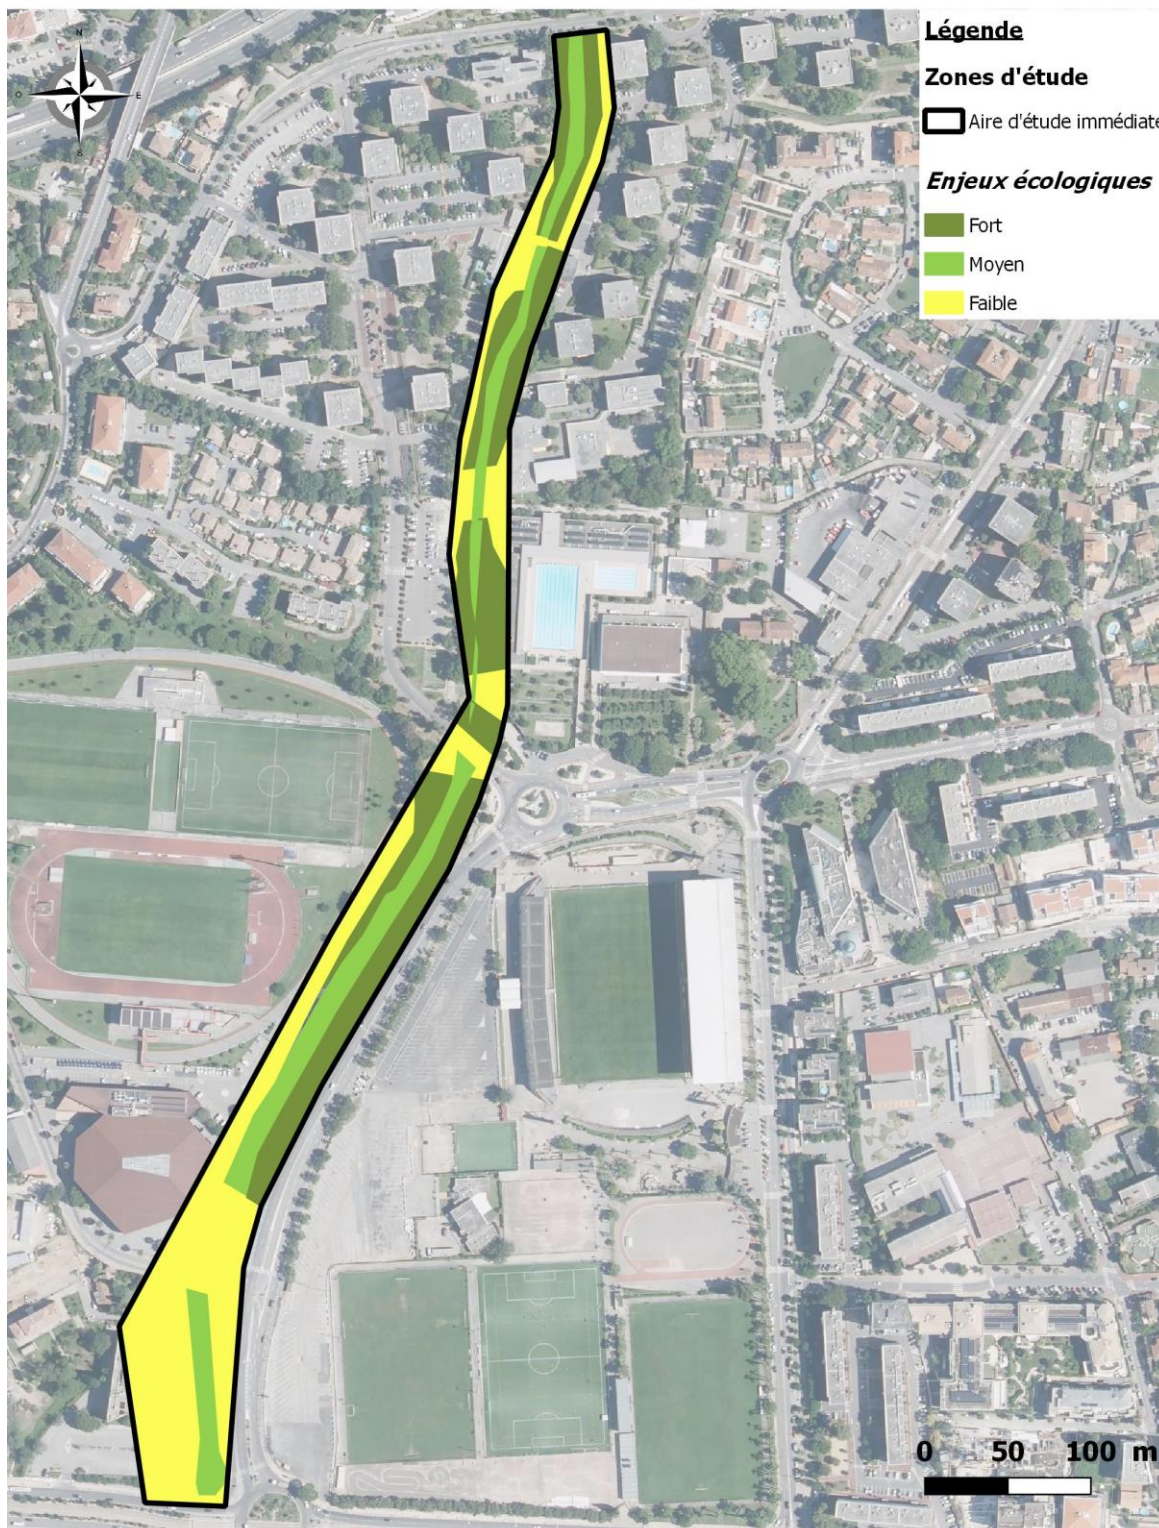 N
O
E
S
Légende
Zones d'étude
Aire d'étude immédiate
Enjeux écologiques
Fort
Moyen
Faible
0 50 100 m